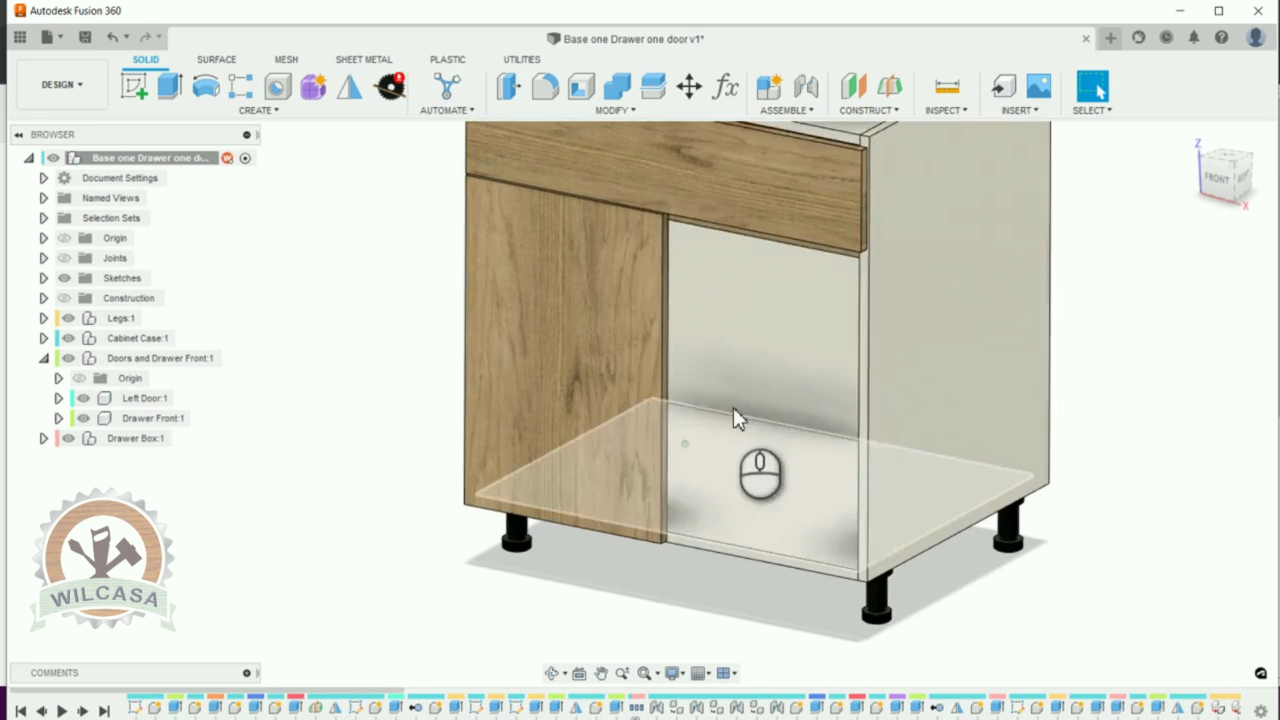 Autodesk Fusion 360
Base one Drawer one door v1*
DESIGN
SOLID
SURFACE
MESH
SHEET METAL
PLASTIC
UTILITIES
CREATE
AUTOMATE
MODIFY
ASSEMBLE
CONSTRUCT
INSPECT
INSERT
SELECT
BROWSER
Base one Drawer one d...
Document Settings
Named Views
Selection Sets
Origin
Joints
Sketches
Construction
Legs:1
Cabinet Case:1
Doors and Drawer Front:1
Origin
Left Door:1
Drawer Front:1
Drawer Box:1
Z
FRONT
X
WILCASA
COMMENTS